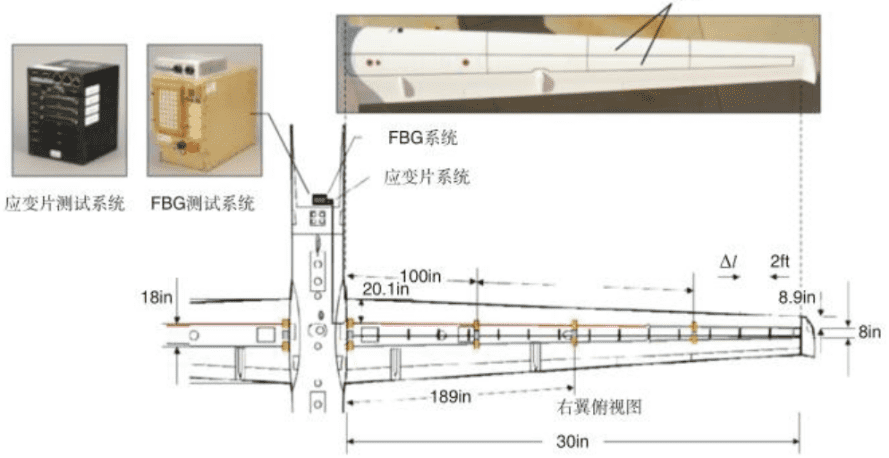 FBG系统
应变片系统
应变片测试系统
FBG测试系统
100in
Δl
2ft
18in
20.1in
8.9in
8in
189in
右翼俯视图
30in